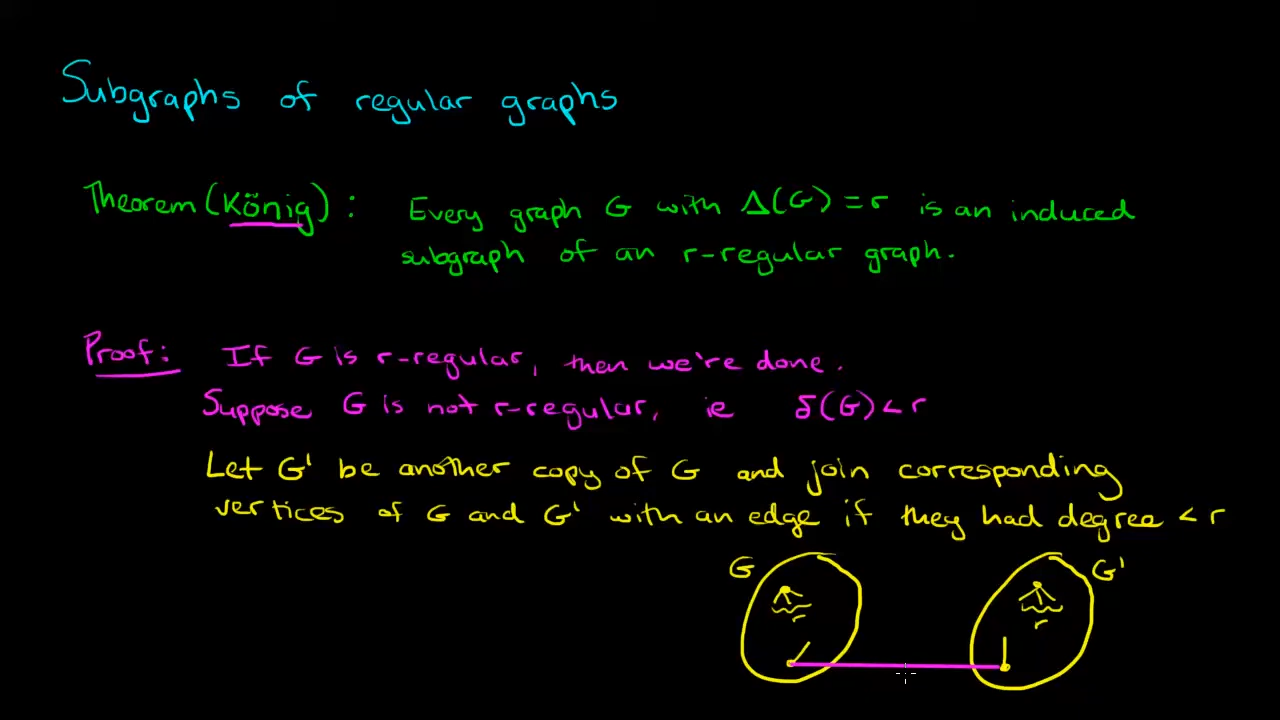 Subgraphs of regular graphs
Theorem (König): Every graph G with Δ(G) = r is an induced
subgraph of an r-regular graph.
Proof: If G is r-regular, then we're done.
Suppose G is not r-regular, ie δ(G) < r
Let G' be another copy of G and join corresponding
vertices of G and G' with an edge if they had degree < r
G G'
r r